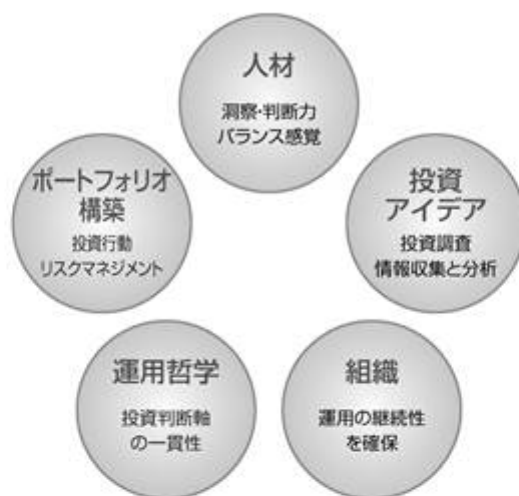 人材
洞察・判断力
バランス感覚
ポートフォリオ
構築
投資行動
リスクマネジメント
投資
アイデア
投資調査
情報収集と分析
運用哲学
投資判断軸
の一貫性
組織
運用の継続性
を確保